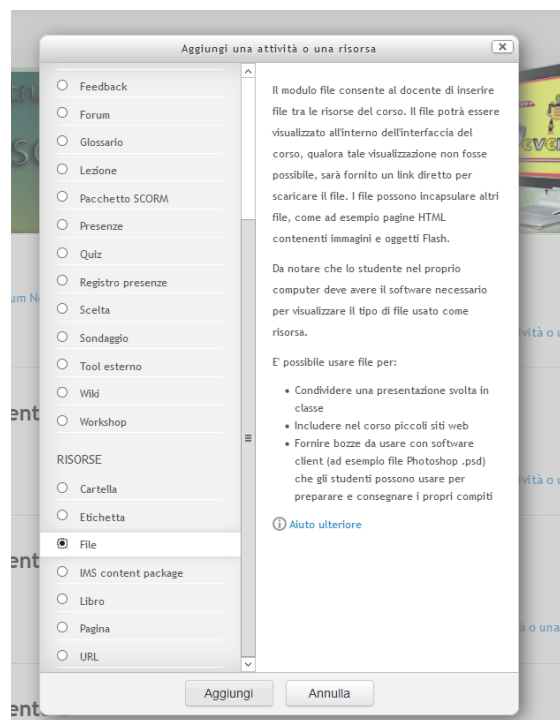 Aggiungi una attività o una risorsa
Feedback
Forum
Glossario
Lezione
Pacchetto SCORM
Presenze
Quiz
Registro presenze
Scelta
Sondaggio
Tool esterno
Wiki
Workshop
RISORSE
Cartella
Etichetta
File
IMS content package
Libro
Pagina
URL
Il modulo file consente al docente di inserire
file tra le risorse del corso. Il file potrà essere
visualizzato all'interno dell'interfaccia del
corso, qualora tale visualizzazione non fosse
possibile, sarà fornito un link diretto per
scaricare il file. I file possono incapsulare altri
file, come ad esempio pagine HTML
contenenti immagini e oggetti Flash.
Da notare che lo studente nel proprio
computer deve avere il software necessario
per visualizzare il tipo di file usato come
risorsa.
E' possibile usare file per:
• Condividere una presentazione svolta in
classe
• Includere nel corso piccoli siti web
• Fornire bozze da usare con software
client (ad esempio file Photoshop .psd)
che gli studenti possono usare per
preparare e consegnare i propri compiti
Aiuto ulteriore
Aggiungi
Annulla
um N
vità o u
ent
vità o u
ent
à o una
ent